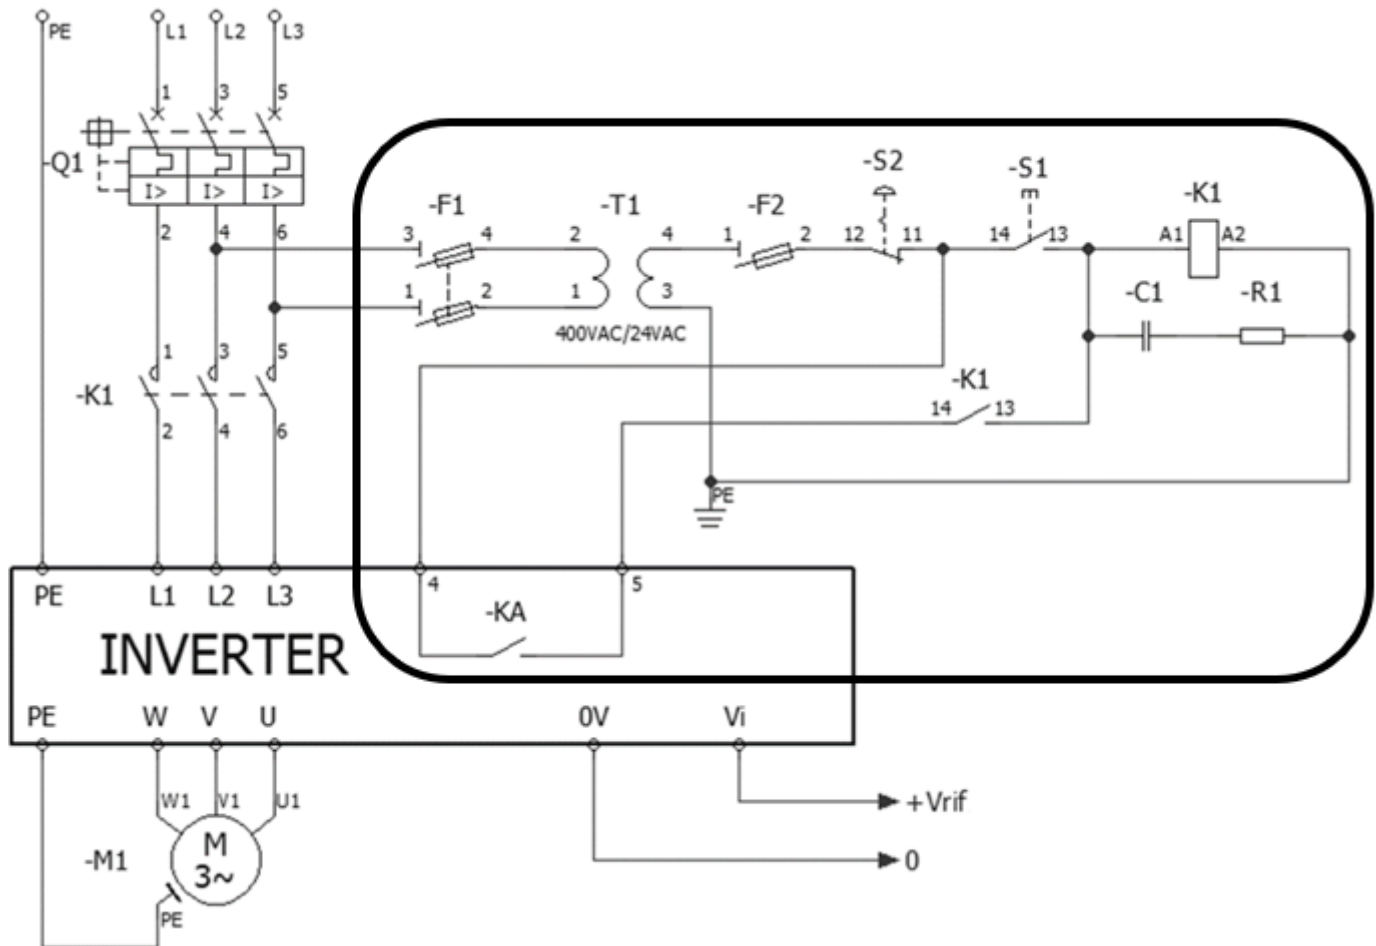 PE L1 L2 L3
1 3 5
-Q1
I> I> I>
2 4 6
-F1 -T1 -F2 -S2 -S1 -K1
3 4 2 4 1 2 12 11 14 13 A1 A2
1 2 1 3
-C1 -R1
400VAC/24VAC
1 3 5
-K1
2 4 6
-K1
14 13
PE
4 5
PE L1 L2 L3
-KA
INVERTER
PE W V U 0V Vi
W1 V1 U1
+Vrif
-M1
M
3~
0
PE